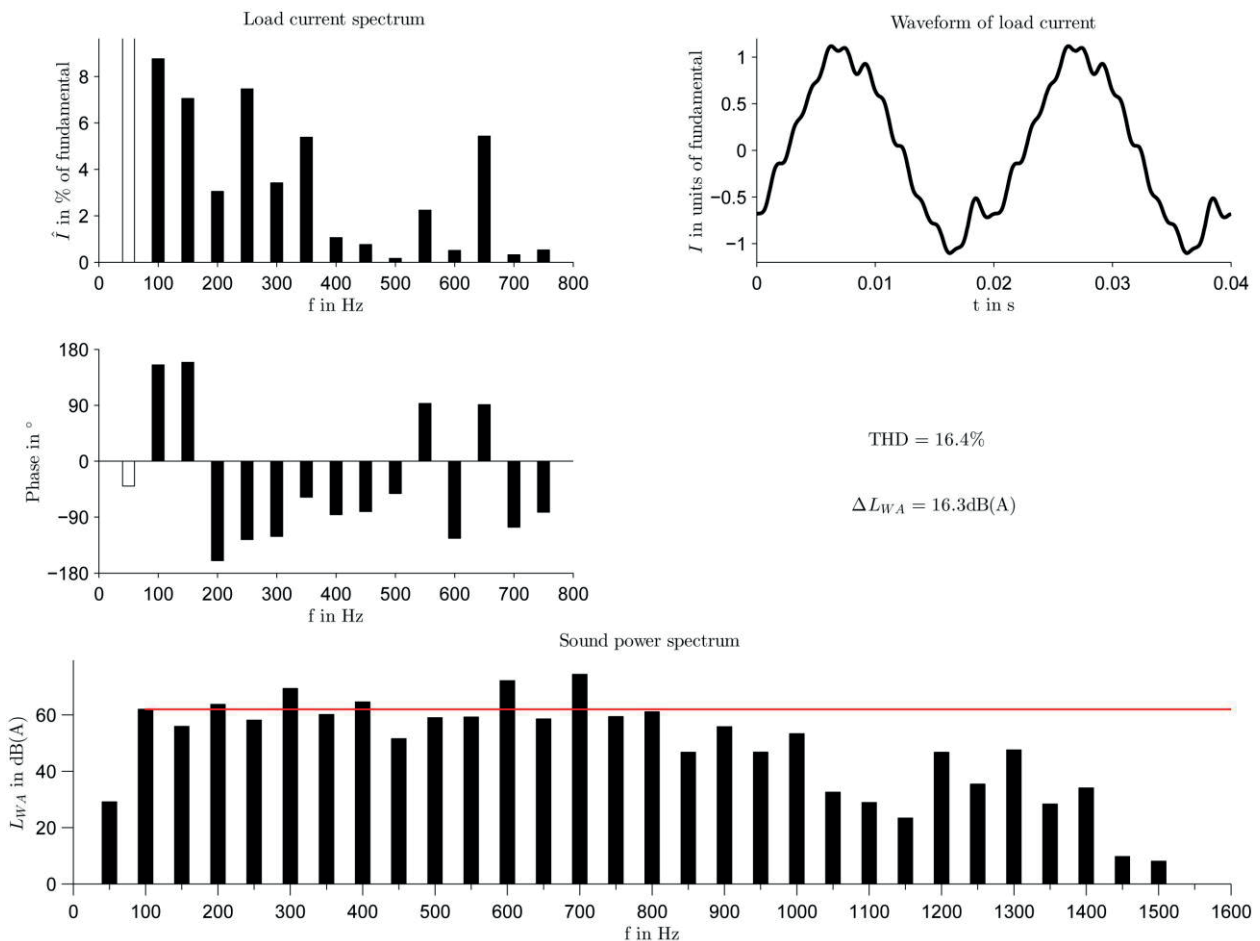 Load current spectrum
Î in % of fundamental
8
6
4
2
0
100 200 300 400 500 600 700 800
f in Hz
Waveform of load current
I in units of fundamental
1
0.5
0
−0.5
−1
0 0.01 0.02 0.03 0.04
t in s
Phase in °
180
90
0
−90
−180
0 100 200 300 400 500 600 700 800
f in Hz
THD = 16.4%
ΔL_WA = 16.3dB(A)
Sound power spectrum
L_WA in dB(A)
60
40
20
0
0 100 200 300 400 500 600 700 800 900 1000 1100 1200 1300 1400 1500 1600
f in Hz